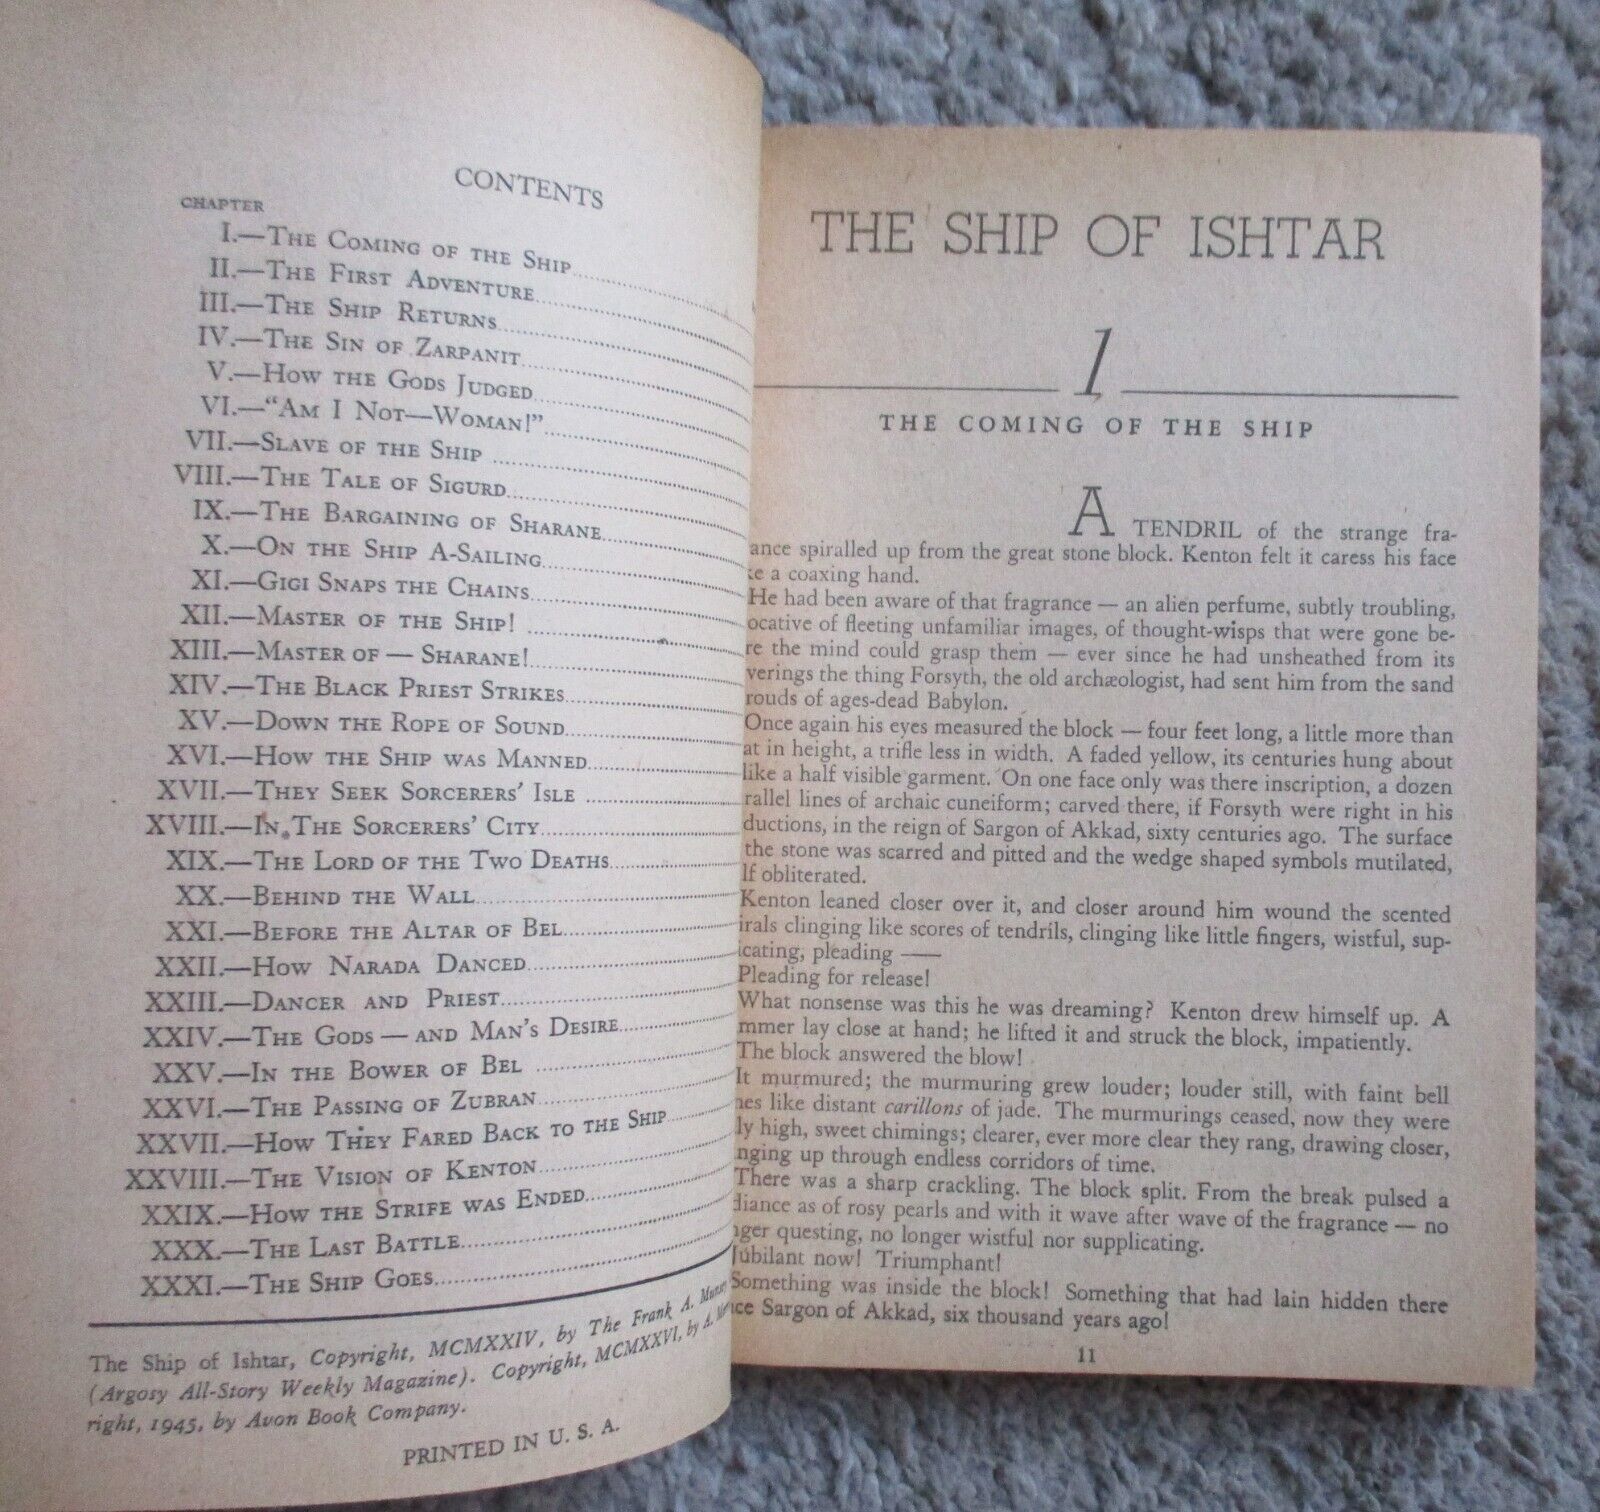 CONTENTS
CHAPTER
I.—The Coming of the Ship
II.—The First Adventure
III.—The Ship Returns
IV.—The Sin of Zarpanit
V.—How the Gods Judged
VI.—"Am I Not—Woman!"
VII.—Slave of the Ship
VIII.—The Tale of Sigurd
IX.—The Bargaining of Sharane
X.—On the Ship A-Sailing
XI.—Gigi Snaps the Chains
XII.—Master of the Ship!
XIII.—Master of — Sharane!
XIV.—The Black Priest Strikes
XV.—Down the Rope of Sound
XVI.—How the Ship was Manned
XVII.—They Seek Sorcerers' Isle
XVIII.—In The Sorcerers' City
XIX.—The Lord of the Two Deaths
XX.—Behind the Wall
XXI.—Before the Altar of Bel
XXII.—How Narada Danced
XXIII.—Dancer and Priest
XXIV.—The Gods — and Man's Desire
XXV.—In the Bower of Bel
XXVI.—The Passing of Zubran
XXVII.—How They Fared Back to the Ship
XXVIII.—The Vision of Kenton
XXIX.—How the Strife was Ended
XXX.—The Last Battle
XXXI.—The Ship Goes
The Ship of Ishtar, Copyright, MCMXXIV, by The Frank A.
(Argosy All-Story Weekly Magazine). Copyright, MCMXXVI, by A.
right, 1945, by Avon Book Company.
PRINTED IN U. S. A.
THE SHIP OF ISHTAR
1
THE COMING OF THE SHIP
A TENDRIL of the strange fra-
ance spiralled up from the great stone block. Kenton felt it caress his face
e a coaxing hand.
He had been aware of that fragrance — an alien perfume, subtly troubling,
ocative of fleeting unfamiliar images, of thought-wisps that were gone be-
re the mind could grasp them — ever since he had unsheathed from its
verings the thing Forsyth, the old archæologist, had sent him from the sand
rouds of ages-dead Babylon.
Once again his eyes measured the block — four feet long, a little more than
at in height, a trifle less in width. A faded yellow, its centuries hung about
like a half visible garment. On one face only was there inscription, a dozen
rallel lines of archaic cuneiform; carved there, if Forsyth were right in his
ductions, in the reign of Sargon of Akkad, sixty centuries ago. The surface
the stone was scarred and pitted and the wedge shaped symbols mutilated,
lf obliterated.
Kenton leaned closer over it, and closer around him wound the scented
irals clinging like scores of tendrils, clinging like little fingers, wistful, sup-
icating, pleading ——
Pleading for release!
What nonsense was this he was dreaming? Kenton drew himself up. A
mmer lay close at hand; he lifted it and struck the block, impatiently.
The block answered the blow!
It murmured; the murmuring grew louder; louder still, with faint bell
nes like distant carillons of jade. The murmurings ceased, now they were
ly high, sweet chimings; clearer, ever more clear they rang, drawing closer,
nging up through endless corridors of time.
There was a sharp crackling. The block split. From the break pulsed a
diance as of rosy pearls and with it wave after wave of the fragrance — no
nger questing, no longer wistful nor supplicating.
Jubilant now! Triumphant!
Something was inside the block! Something that had lain hidden there
nce Sargon of Akkad, six thousand years ago!
11